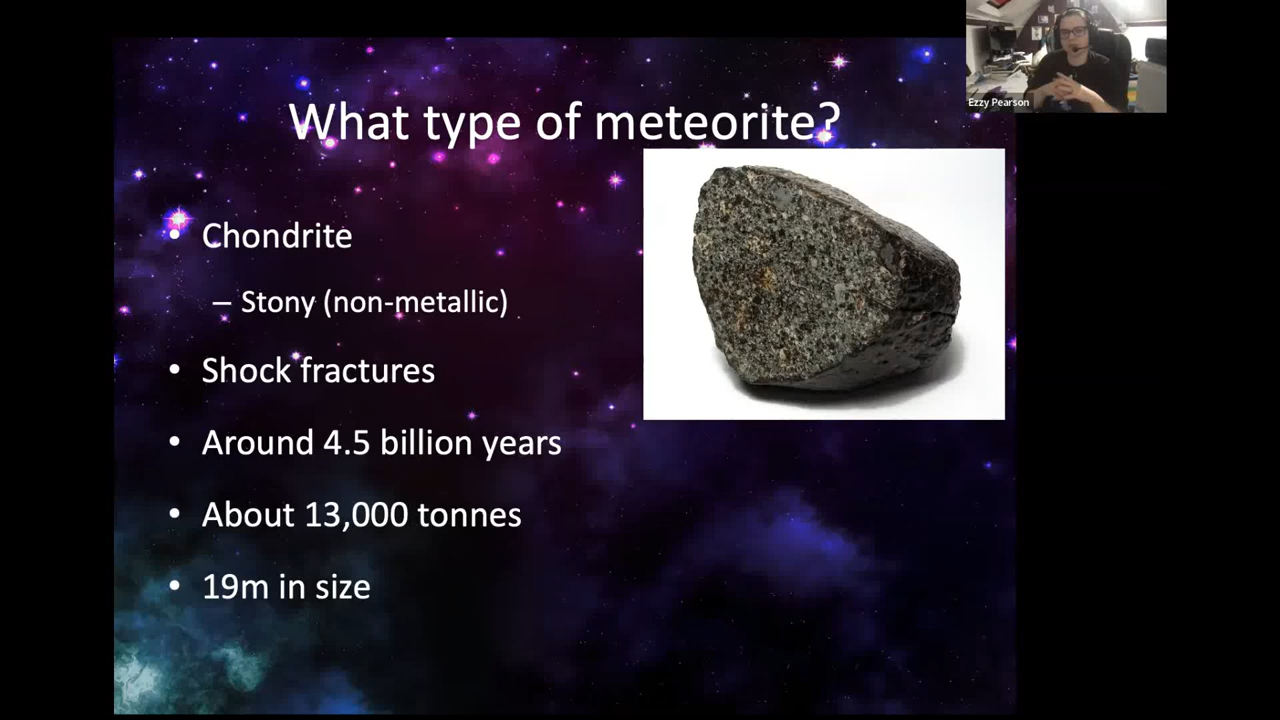 What type of meteorite?
Ezzy Pearson
• Chondrite
– Stony (non-metallic)
• Shock fractures
• Around 4.5 billion years
• About 13,000 tonnes
• 19m in size